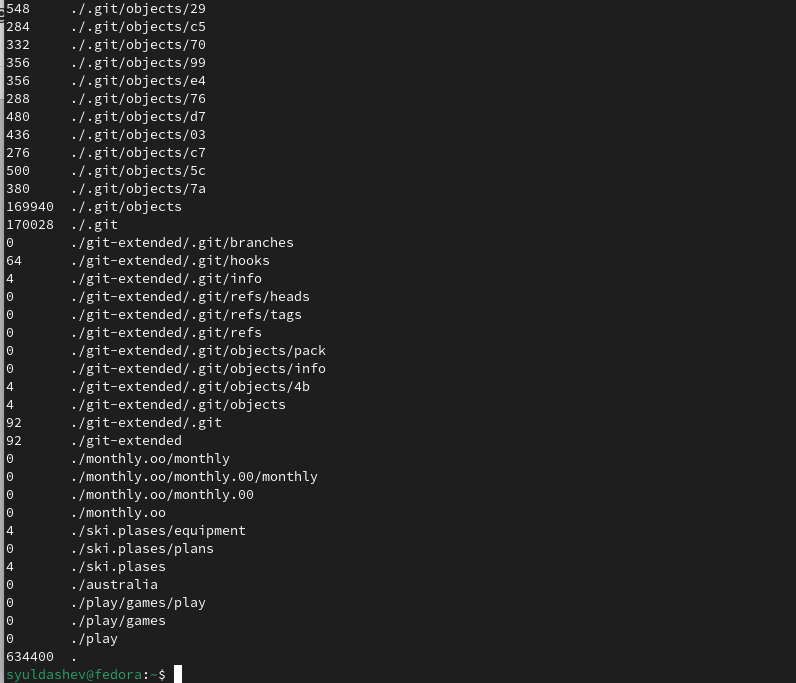 548     ./.git/objects/29
284     ./.git/objects/c5
332     ./.git/objects/70
356     ./.git/objects/99
356     ./.git/objects/e4
288     ./.git/objects/76
480     ./.git/objects/d7
436     ./.git/objects/03
276     ./.git/objects/c7
500     ./.git/objects/5c
380     ./.git/objects/7a
169940  ./.git/objects
170028  ./.git
0       ./git-extended/.git/branches
64      ./git-extended/.git/hooks
4       ./git-extended/.git/info
0       ./git-extended/.git/refs/heads
0       ./git-extended/.git/refs/tags
0       ./git-extended/.git/refs
0       ./git-extended/.git/objects/pack
0       ./git-extended/.git/objects/info
4       ./git-extended/.git/objects/4b
4       ./git-extended/.git/objects
92      ./git-extended/.git
92      ./git-extended
0       ./monthly.oo/monthly
0       ./monthly.oo/monthly.00/monthly
0       ./monthly.oo/monthly.00
0       ./monthly.oo
4       ./ski.plases/equipment
0       ./ski.plases/plans
4       ./ski.plases
0       ./australia
0       ./play/games/play
0       ./play/games
0       ./play
634400  .
syuldashev@fedora:~$